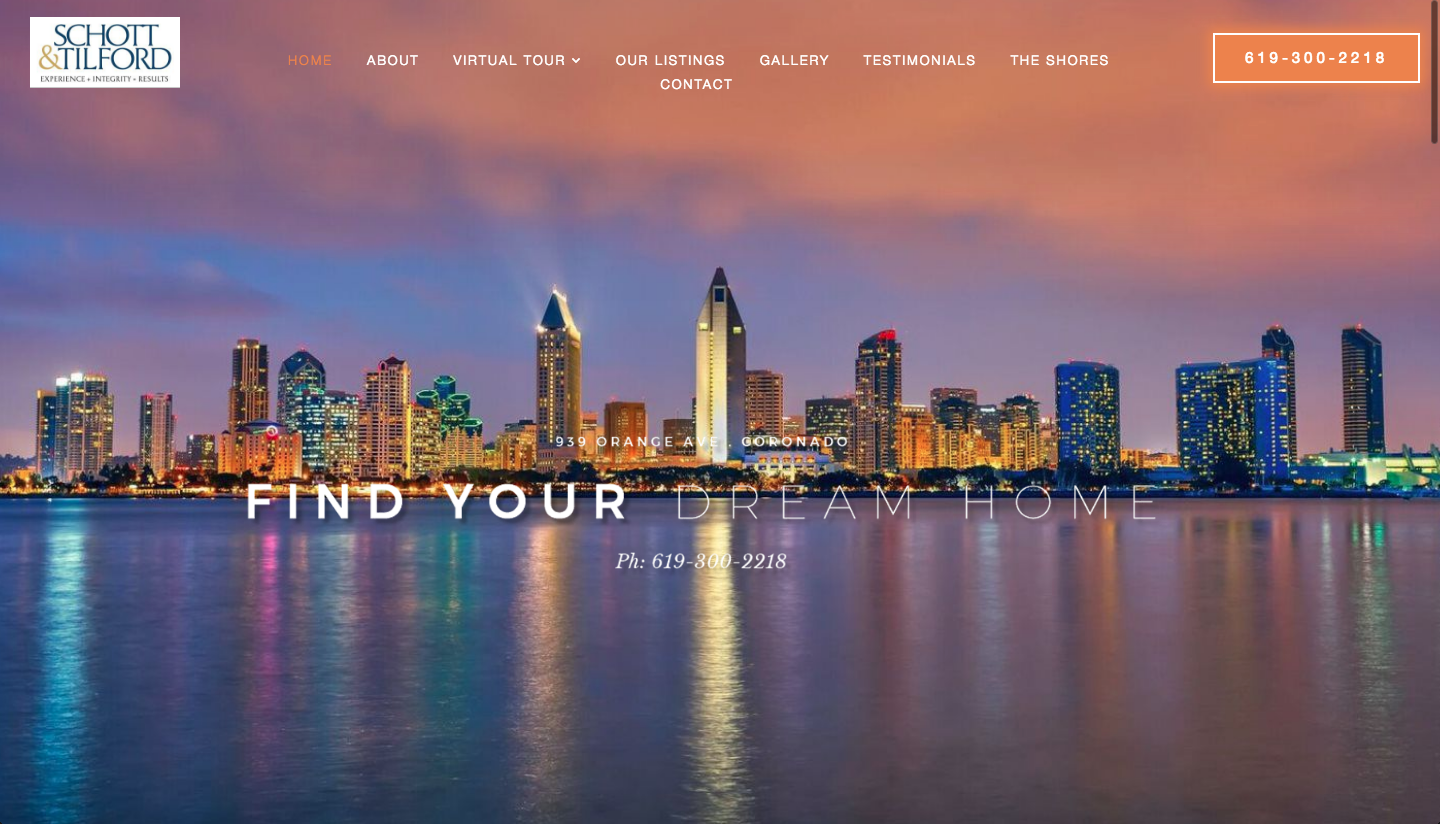 SCHOTT
&TILFORD
EXPERIENCE + INTEGRITY + RESULTS
HOME ABOUT VIRTUAL TOUR OUR LISTINGS GALLERY TESTIMONIALS THE SHORES
CONTACT
619-300-2218
939 ORANGE AVE · CORONADO
FIND YOUR DREAM HOME
Ph: 619-300-2218